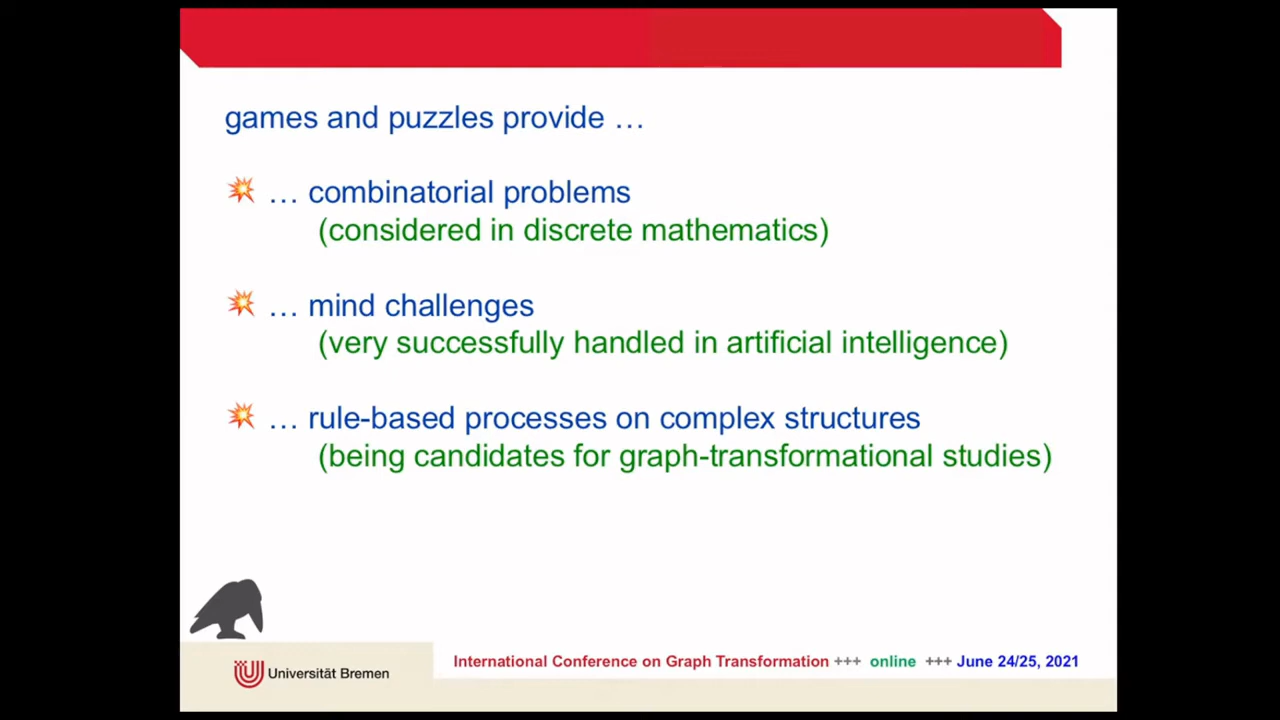 games and puzzles provide …
… combinatorial problems
(considered in discrete mathematics)
… mind challenges
(very successfully handled in artificial intelligence)
… rule-based processes on complex structures
(being candidates for graph-transformational studies)
Universität Bremen
International Conference on Graph Transformation +++ online +++ June 24/25, 2021